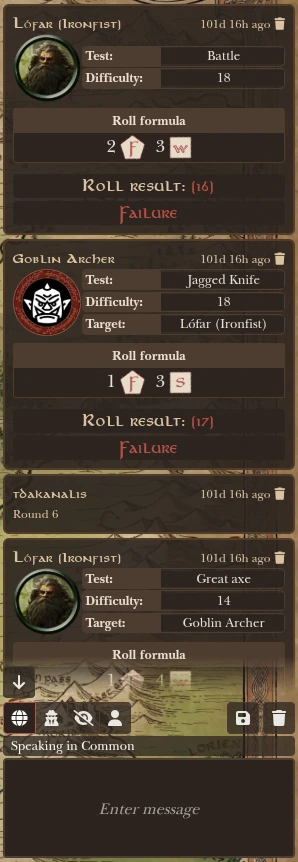 Lófar (Ironfist) 101d 16h ago
Test: Battle
Difficulty: 18
Roll formula
2 F 3 W
Roll result: (16)
Failure
Goblin Archer 101d 16h ago
Test: Jagged Knife
Difficulty: 18
Target: Lófar (Ironfist)
Roll formula
1 F 3 S
Roll result: (17)
Failure
tdakanalis 101d 16h ago
Round 6
Lófar (Ironfist) 101d 16h ago
Test: Great axe
Difficulty: 14
Target: Goblin Archer
Roll formula
1 4
Speaking in Common
Enter message